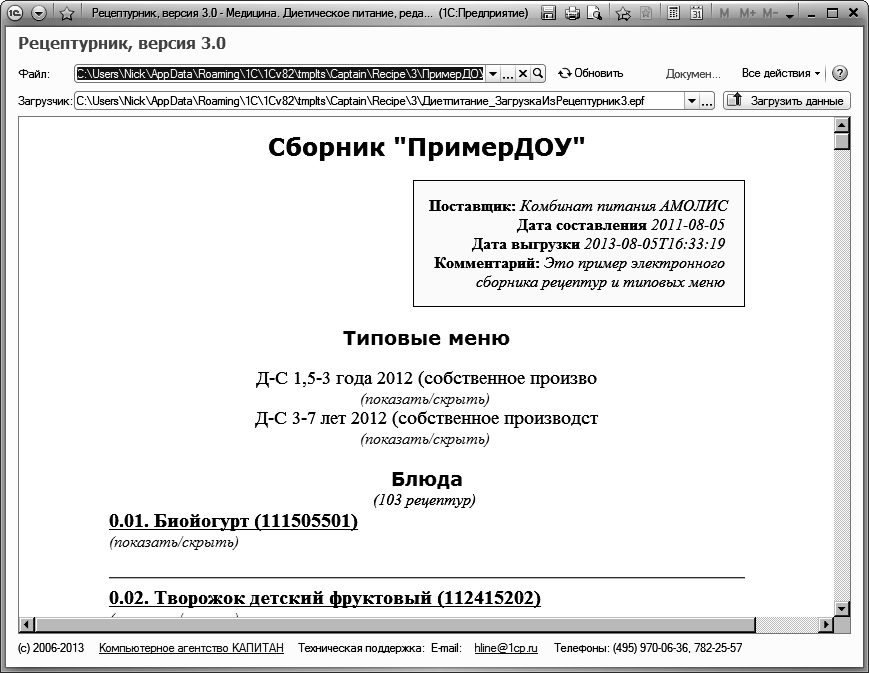 Рецептурник, версия 3.0 - Медицина. Диетическое питание, реда... (1С:Предприятие) M M+ M-
Рецептурник, версия 3.0
Файл: C:\Users\Nick\AppData\Roaming\1C\1Cv82\tmplts\Captain\Recipe\3\ПримерДОУ ... Обновить Докумен... Все действия
Загрузчик: C:\Users\Nick\AppData\Roaming\1C\1Cv82\tmplts\Captain\Recipe\3\Диетпитание_ЗагрузкаИзРецептурник3.epf ... Загрузить данные
Сборник "ПримерДОУ"
Поставщик: Комбинат питания АМОЛИС
Дата составления 2011-08-05
Дата выгрузки 2013-08-05T16:33:19
Комментарий: Это пример электронного
сборника рецептур и типовых меню
Типовые меню
Д-С 1,5-3 года 2012 (собственное произво
(показать/скрыть)
Д-С 3-7 лет 2012 (собственное производст
(показать/скрыть)
Блюда
(103 рецептур)
0.01. Биойогурт (111505501)
(показать/скрыть)
0.02. Творожок детский фруктовый (112415202)
(с) 2006-2013 Компьютерное агентство КАПИТАН Техническая поддержка: E-mail: hline@1cp.ru Телефоны: (495) 970-06-36, 782-25-57